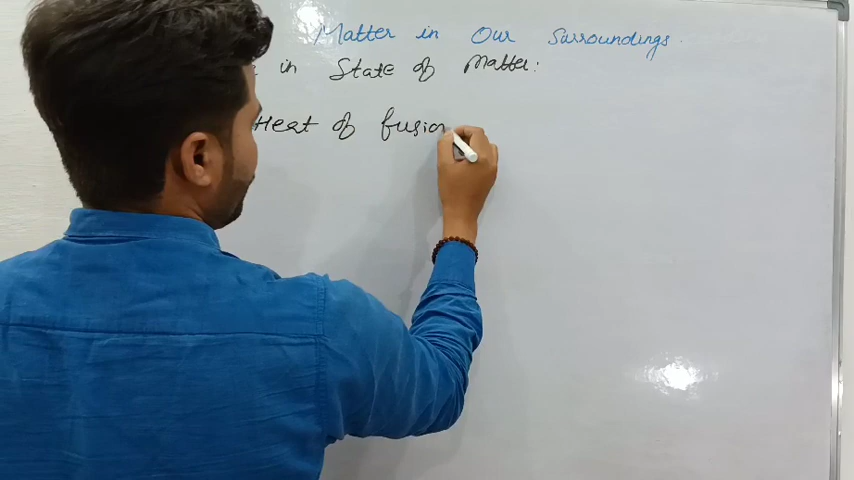 Matter in Our Surroundings.
in State of Matter:
Heat of fusion